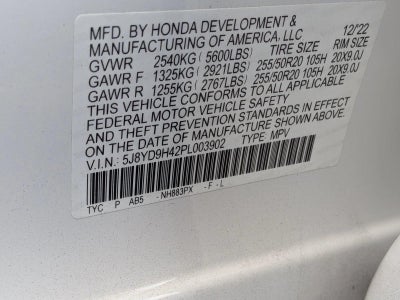 MFD. BY HONDA DEVELOPMENT & 12/22
MANUFACTURING OF AMERICA, LLC
GVWR 2540KG(5600LBS) TIRE SIZE RIM SIZE
GAWR F 1325KG(2921LBS) 255/50R20 105H 20X9.0J
GAWR R 1255KG(2767LBS) 255/50R20 105H 20X9.0J
THIS VEHICLE CONFORMS TO ALL APPLICABLE
FEDERAL MOTOR VEHICLE SAFETY
AND THEFT PREVENTION STANDARDS IN EFFECT
ON THE DATE OF MANUFACTURE SHOWN ABOVE.
V.I.N.: 5J8YD9H42PL003902 TYPE MPV
TYC P AB5 -NH883PX -F-L